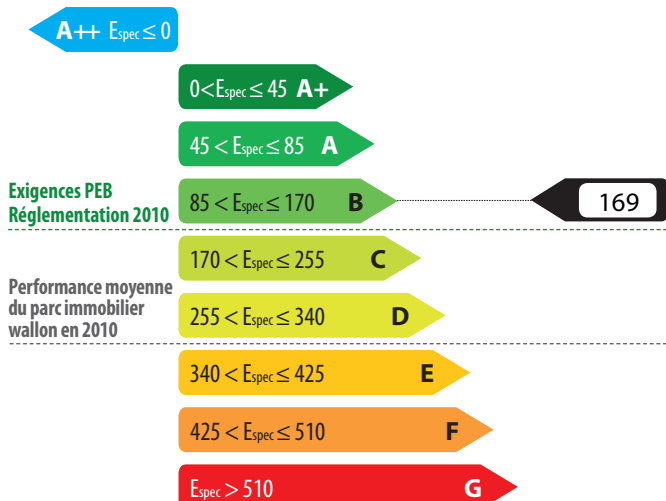 A++ Espec ≤ 0
0<Espec ≤ 45 A+
45 < Espec ≤ 85 A
Exigences PEB
Réglementation 2010
85 < Espec ≤ 170 B
169
170 < Espec ≤ 255 C
Performance moyenne
du parc immobilier
wallon en 2010
255 < Espec ≤ 340 D
340 < Espec ≤ 425 E
425 < Espec ≤ 510 F
Espec > 510 G